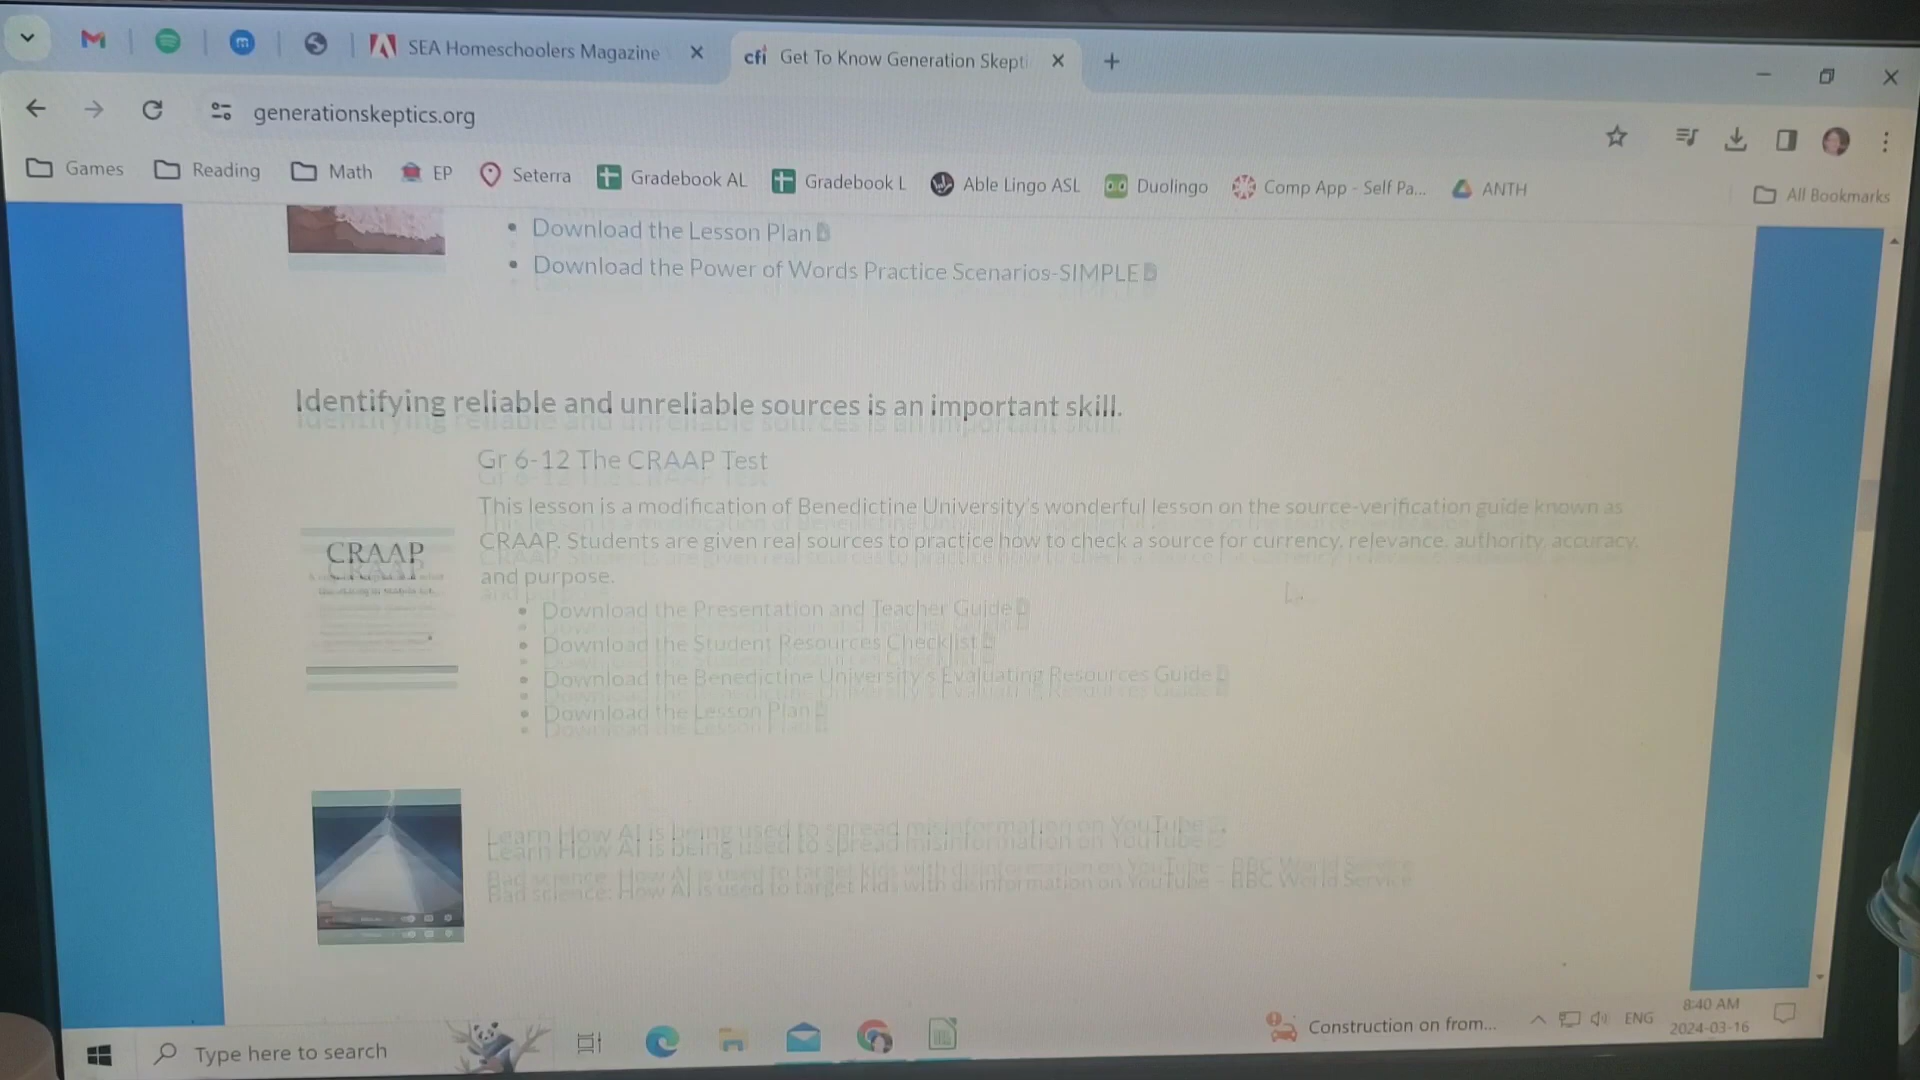 SEA Homeschoolers Magazine
cfi Get To Know Generation Skepti
generationskeptics.org
Games Reading Math EP Seterra Gradebook AL Gradebook L Able Lingo ASL Duolingo Comp App - Self Pa... ANTH All Bookmarks
Download the Lesson Plan
Download the Power of Words Practice Scenarios-SIMPLE
Identifying reliable and unreliable sources is an important skill.
Gr 6-12 The CRAAP Test
This lesson is a modification of Benedictine University's wonderful lesson on the source-verification guide known as
CRAAP. Students are given real sources to practice how to check a source for currency, relevance, authority, accuracy,
and purpose.
CRAAP
Download the Presentation and Teacher Guide
Download the Student Resources Checklist
Download the Benedictine University's Evaluating Resources Guide
Download the Lesson Plan
Learn How AI is being used to spread misinformation on YouTube
Bad science: How AI is used to target kids with disinformation on YouTube - BBC World Service
Type here to search
Construction on from...
ENG
8:40 AM
2024-03-16